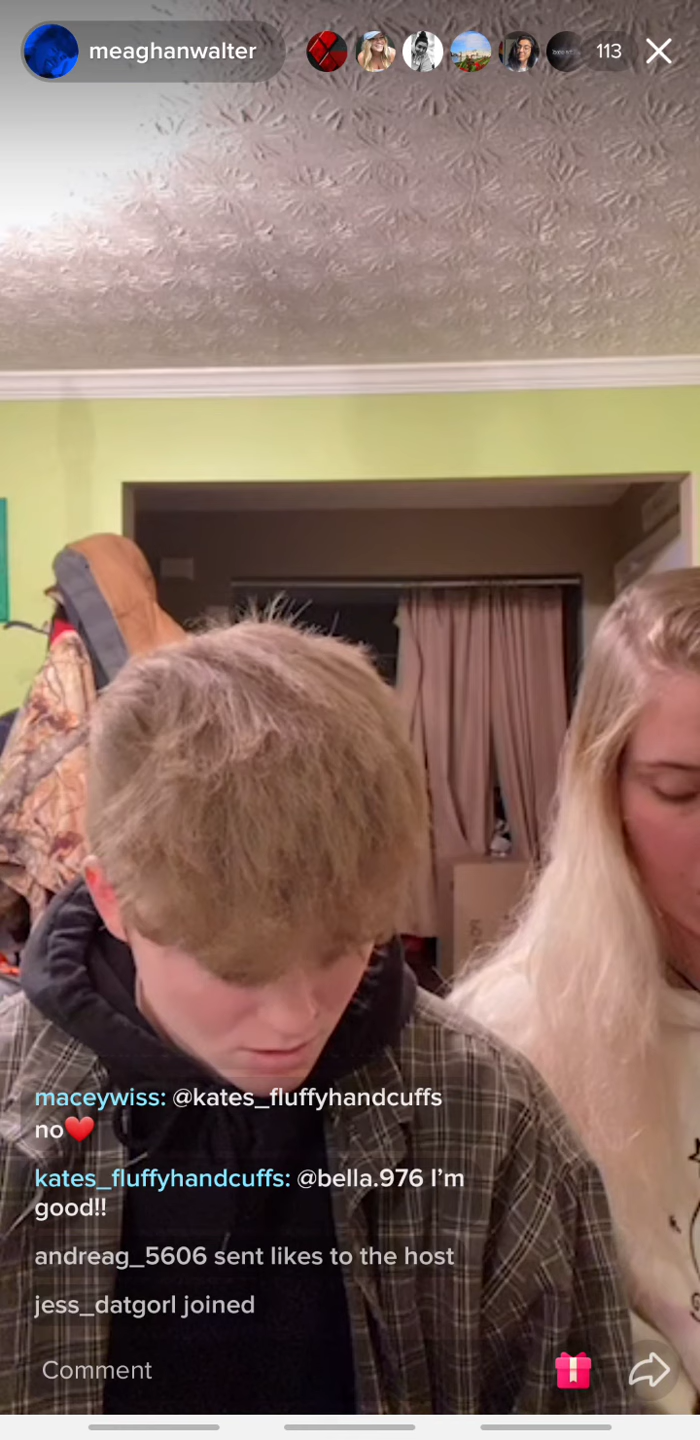 meaghanwalter
113
maceywiss: @kates_fluffyhandcuffs
no❤️
kates_fluffyhandcuffs: @bella.976 I'm
good!!
andreag_5606 sent likes to the host
jess_datgorl joined
Comment